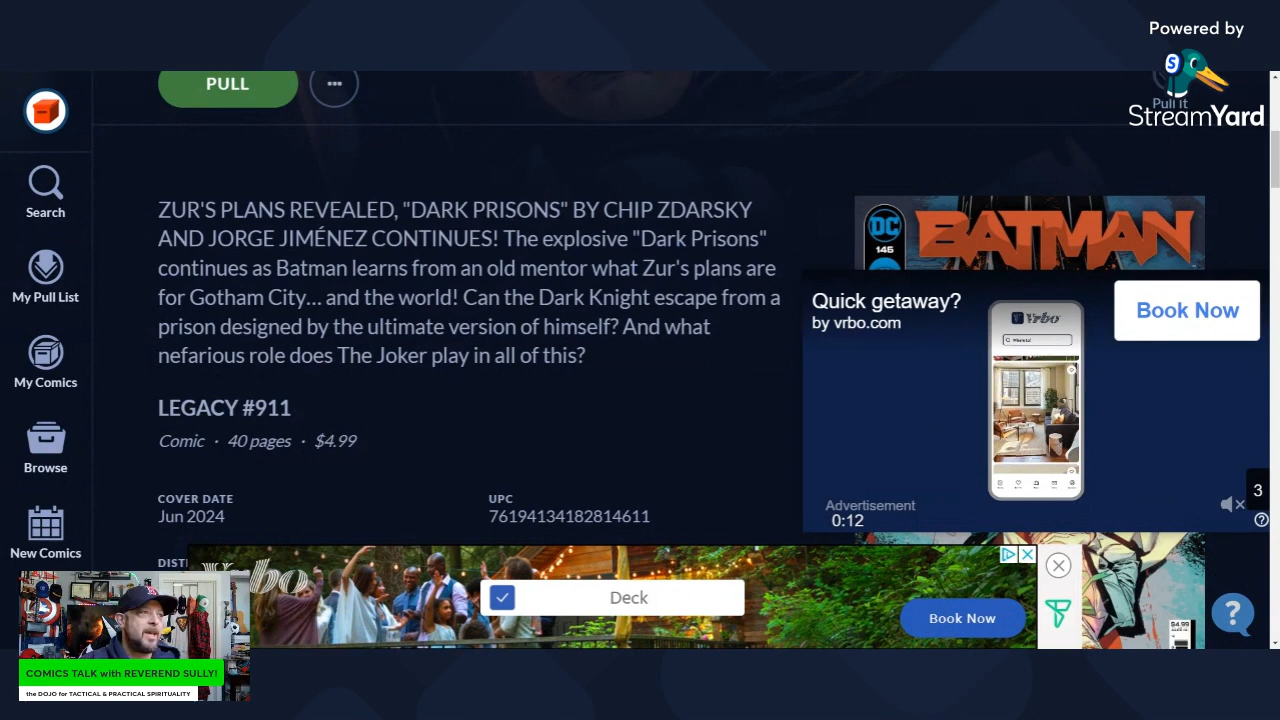 Powered by
StreamYard
PULL
Pull it
Search
My Pull List
My Comics
Browse
New Comics
ZUR'S PLANS REVEALED, "DARK PRISONS" BY CHIP ZDARSKY
AND JORGE JIMÉNEZ CONTINUES! The explosive "Dark Prisons"
continues as Batman learns from an old mentor what Zur's plans are
for Gotham City... and the world! Can the Dark Knight escape from a
prison designed by the ultimate version of himself? And what
nefarious role does The Joker play in all of this?
LEGACY #911
Comic · 40 pages · $4.99
COVER DATE
Jun 2024
UPC
76194134182814611
DISTI
DC
145
BATMAN
Quick getaway?
by vrbo.com
Book Now
Vrbo
Advertisement
0:12
3
Deck
Book Now
$4.99
COMICS TALK with REVEREND SULLY!
the DOJO for TACTICAL & PRACTICAL SPIRITUALITY